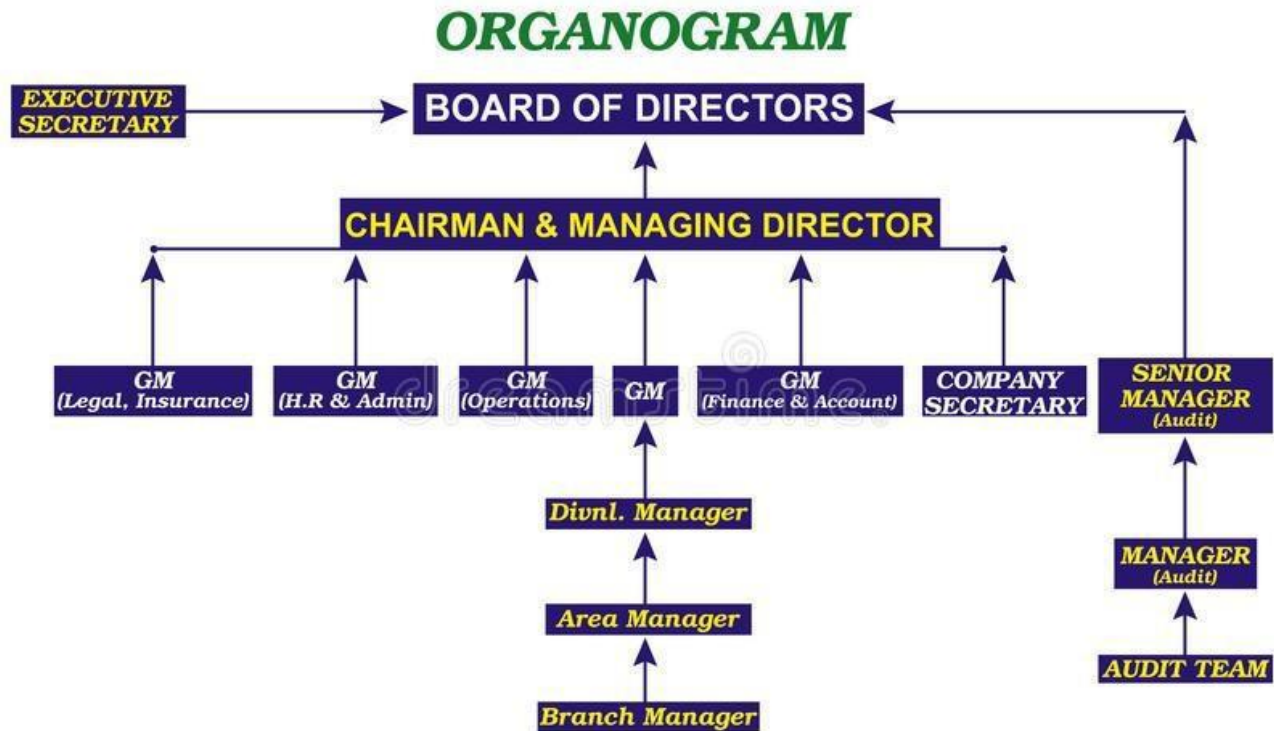 ORGANOGRAM
EXECUTIVE
SECRETARY
BOARD OF DIRECTORS
CHAIRMAN & MANAGING DIRECTOR
GM
(Legal, Insurance)
GM
(H.R & Admin)
GM
(Operations)
GM
GM
(Finance & Account)
COMPANY
SECRETARY
SENIOR
MANAGER
(Audit)
Divnl. Manager
MANAGER
(Audit)
Area Manager
AUDIT TEAM
Branch Manager
dreamstime